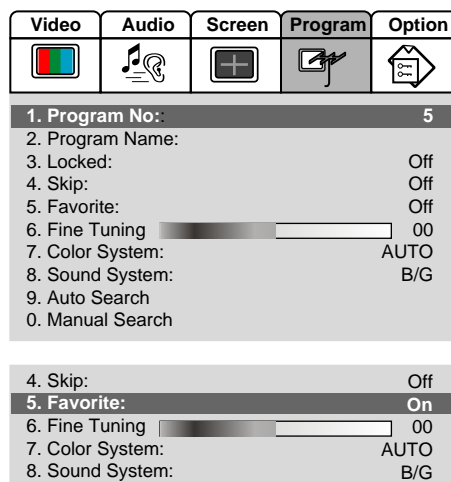 Video Audio Screen Program Option
1. Program No:: 5
2. Program Name:
3. Locked: Off
4. Skip: Off
5. Favorite: Off
6. Fine Tuning 00
7. Color System: AUTO
8. Sound System: B/G
9. Auto Search
0. Manual Search
4. Skip: Off
5. Favorite: On
6. Fine Tuning 00
7. Color System: AUTO
8. Sound System: B/G